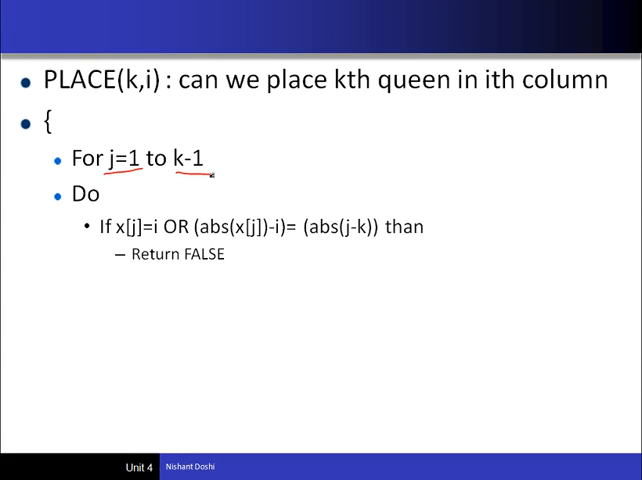 PLACE(k,i) : can we place kth queen in ith column
{
For j=1 to k-1
Do
If x[j]=i OR (abs(x[j])-i)= (abs(j-k)) than
– Return FALSE
Unit 4 Nishant Doshi